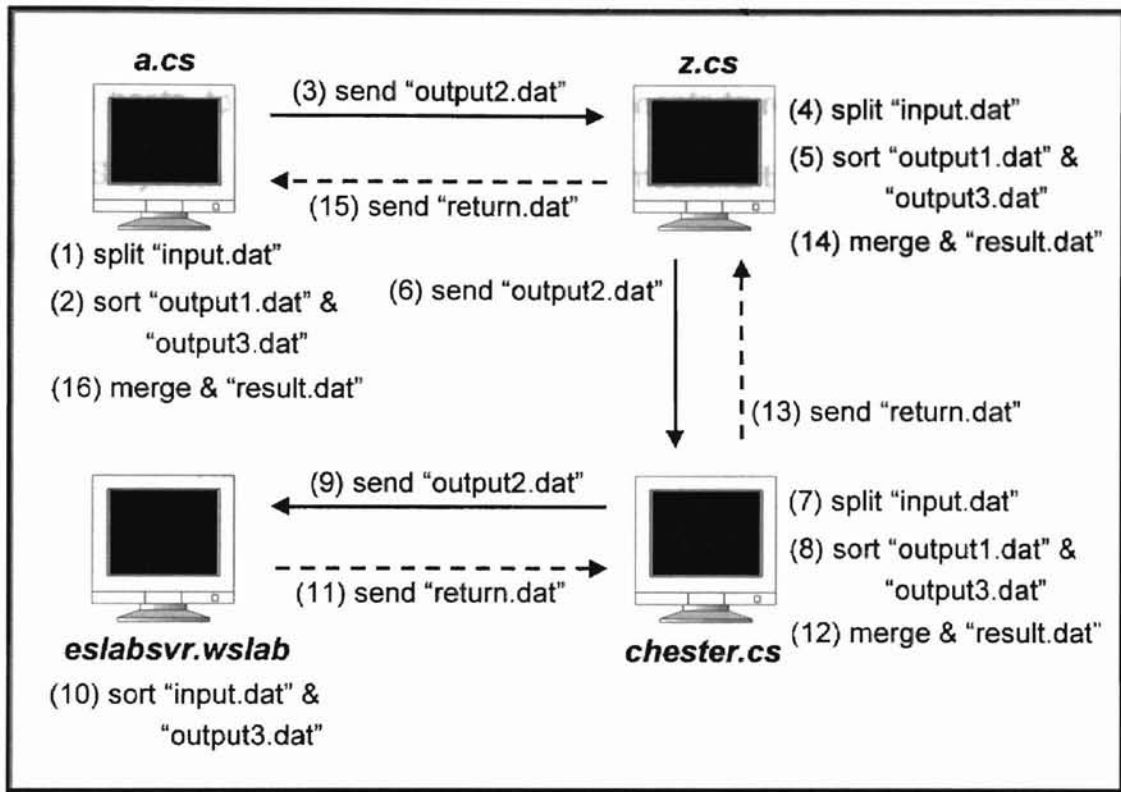 a.cs
(3) send “output2.dat”
(15) send “return.dat”
z.cs
(4) split “input.dat”
(5) sort “output1.dat” &
“output3.dat”
(14) merge & “result.dat”
(1) split “input.dat”
(2) sort “output1.dat” &
“output3.dat”
(16) merge & “result.dat”
(6) send “output2.dat”
(13) send “return.dat”
(9) send “output2.dat”
(11) send “return.dat”
eslabsvr.wslab
(10) sort “input.dat” &
“output3.dat”
(7) split “input.dat”
(8) sort “output1.dat” &
“output3.dat”
(12) merge & “result.dat”
chester.cs